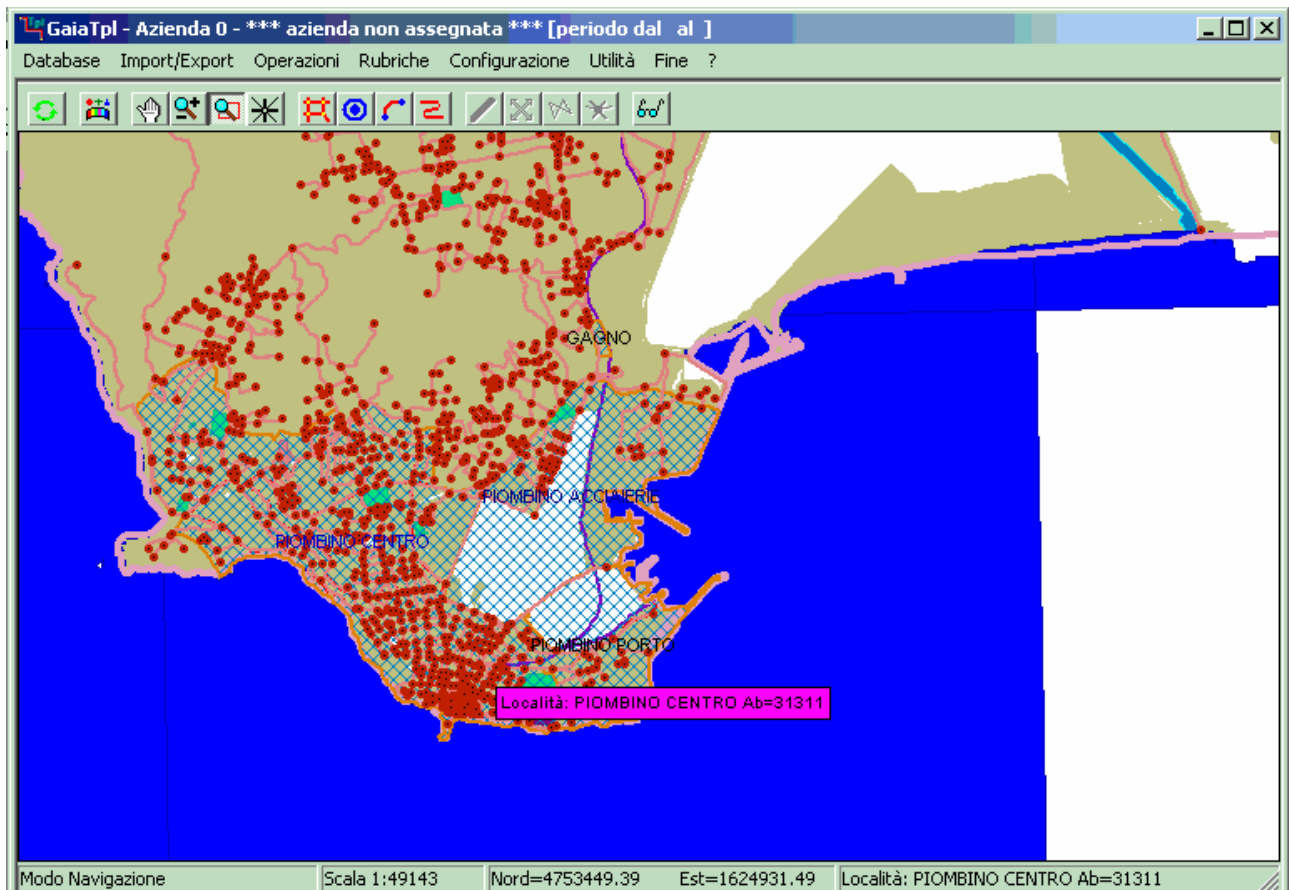 GaiaTpl - Azienda 0 - *** azienda non assegnata *** [periodo dal al ]
Database Import/Export Operazioni Rubriche Configurazione Utilità Fine ?
GAGNO
PIOMBINO ACCIAIERIE
PIOMBINO CENTRO
PIOMBINO PORTO
Località: PIOMBINO CENTRO Ab=31311
Modo Navigazione Scala 1:49143 Nord=4753449.39 Est=1624931.49 Località: PIOMBINO CENTRO Ab=31311